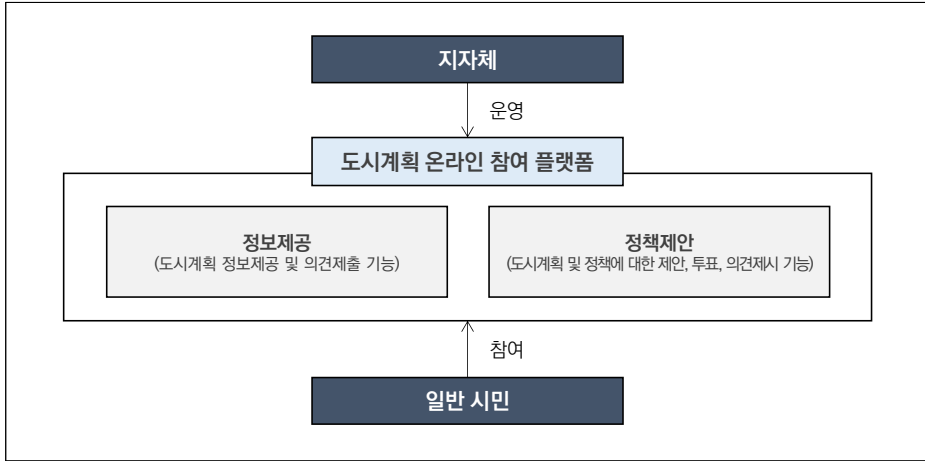 지자체
운영
도시계획 온라인 참여 플랫폼
정보제공
(도시계획 정보제공 및 의견제출 기능)
정책제안
(도시계획 및 정책에 대한 제안, 투표, 의견제시 기능)
참여
일반 시민